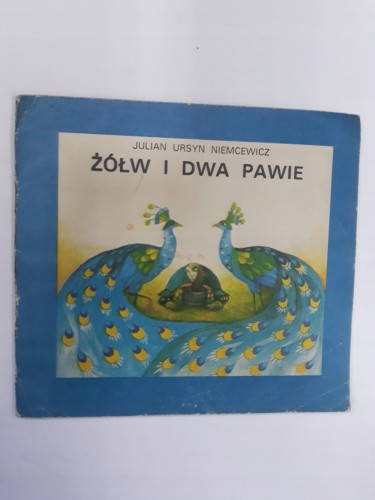 JULIAN URSYN NIEMCEWICZ
ŻÓŁW I DWA PAWIE